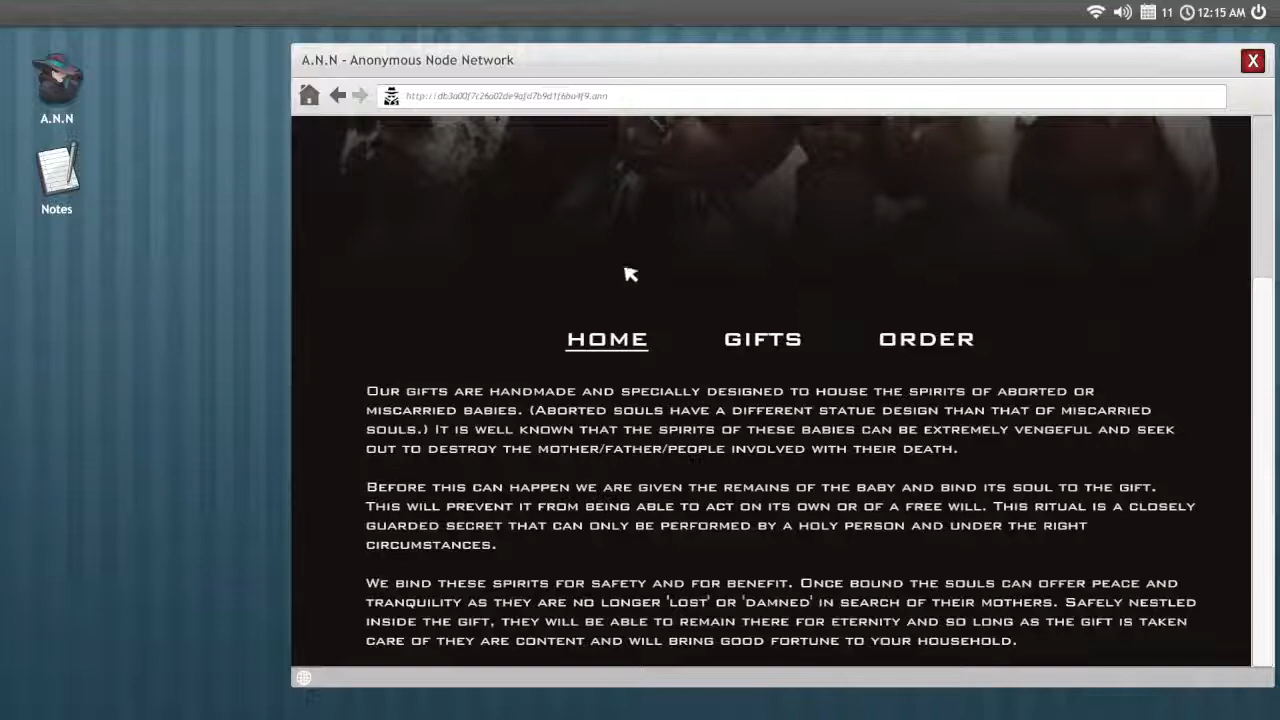 11 12:15 AM
A.N.N - Anonymous Node Network
X
A.N.N
Notes
HOME GIFTS ORDER
OUR GIFTS ARE HANDMADE AND SPECIALLY DESIGNED TO HOUSE THE SPIRITS OF ABORTED OR
MISCARRIED BABIES. (ABORTED SOULS HAVE A DIFFERENT STATUE DESIGN THAN THAT OF MISCARRIED
SOULS.) IT IS WELL KNOWN THAT THE SPIRITS OF THESE BABIES CAN BE EXTREMELY VENGEFUL AND SEEK
OUT TO DESTROY THE MOTHER/FATHER/PEOPLE INVOLVED WITH THEIR DEATH.
BEFORE THIS CAN HAPPEN WE ARE GIVEN THE REMAINS OF THE BABY AND BIND ITS SOUL TO THE GIFT.
THIS WILL PREVENT IT FROM BEING ABLE TO ACT ON ITS OWN OR OF A FREE WILL. THIS RITUAL IS A CLOSELY
GUARDED SECRET THAT CAN ONLY BE PERFORMED BY A HOLY PERSON AND UNDER THE RIGHT
CIRCUMSTANCES.
WE BIND THESE SPIRITS FOR SAFETY AND FOR BENEFIT. ONCE BOUND THE SOULS CAN OFFER PEACE AND
TRANQUILITY AS THEY ARE NO LONGER 'LOST' OR 'DAMNED' IN SEARCH OF THEIR MOTHERS. SAFELY NESTLED
INSIDE THE GIFT, THEY WILL BE ABLE TO REMAIN THERE FOR ETERNITY AND SO LONG AS THE GIFT IS TAKEN
CARE OF THEY ARE CONTENT AND WILL BRING GOOD FORTUNE TO YOUR HOUSEHOLD.